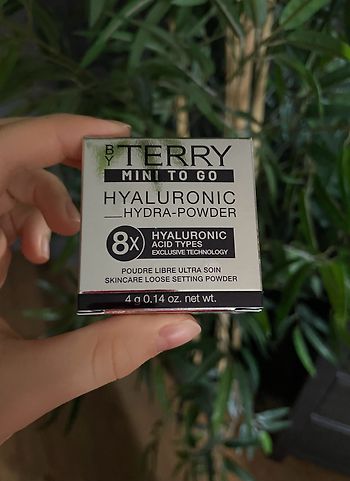 BY TERRY
MINI TO GO
HYALURONIC
HYDRA-POWDER
8X HYALURONIC
ACID TYPES
EXCLUSIVE TECHNOLOGY
POUDRE LIBRE ULTRA SOIN
SKINCARE LOOSE SETTING POWDER
4 g 0.14 oz. net wt.